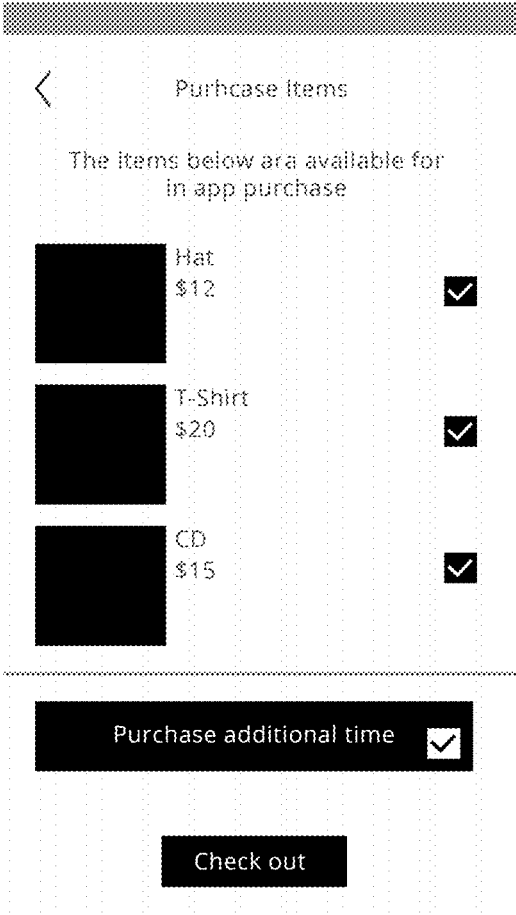 Purhcase Items
The items below ara available for
in app purchase
Hat
$12
T-Shirt
$20
CD
$15
Purchase additional time
Check out